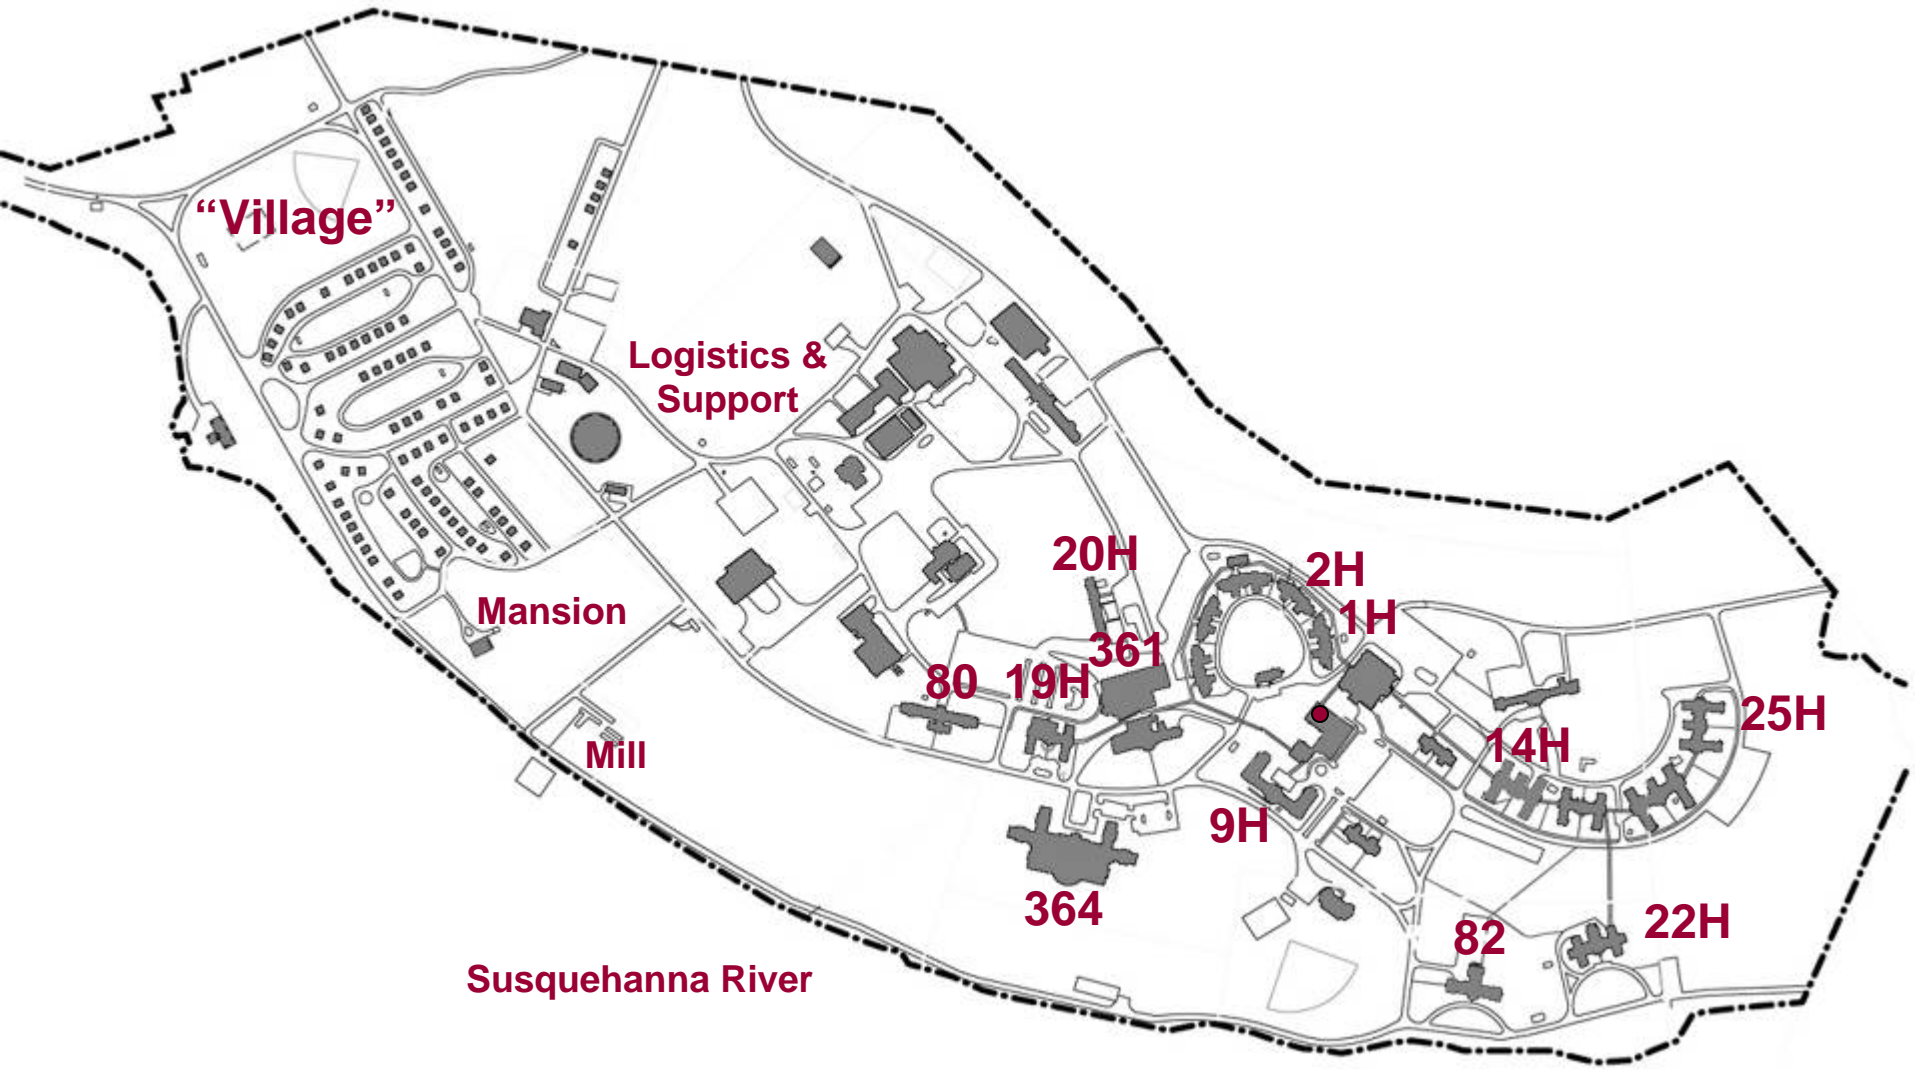 “Village”
Logistics &
Support
20H
2H
1H
Mansion
361
80
19H
25H
14H
Mill
9H
364
82
22H
Susquehanna River